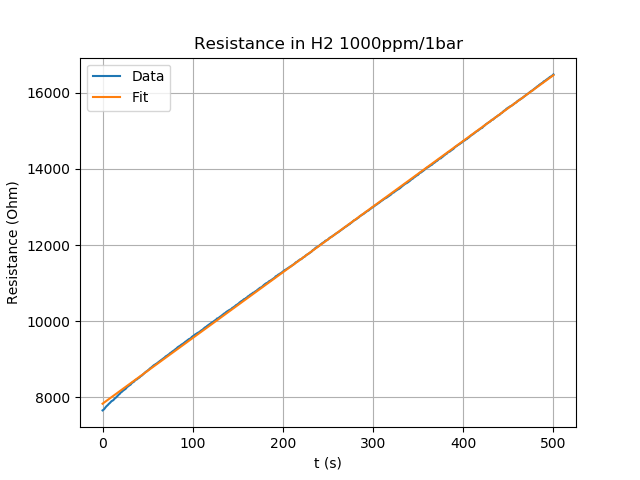 Resistance in H2 1000ppm/1bar
Data
Fit
16000
14000
12000
10000
8000
Resistance (Ohm)
0 100 200 300 400 500
t (s)